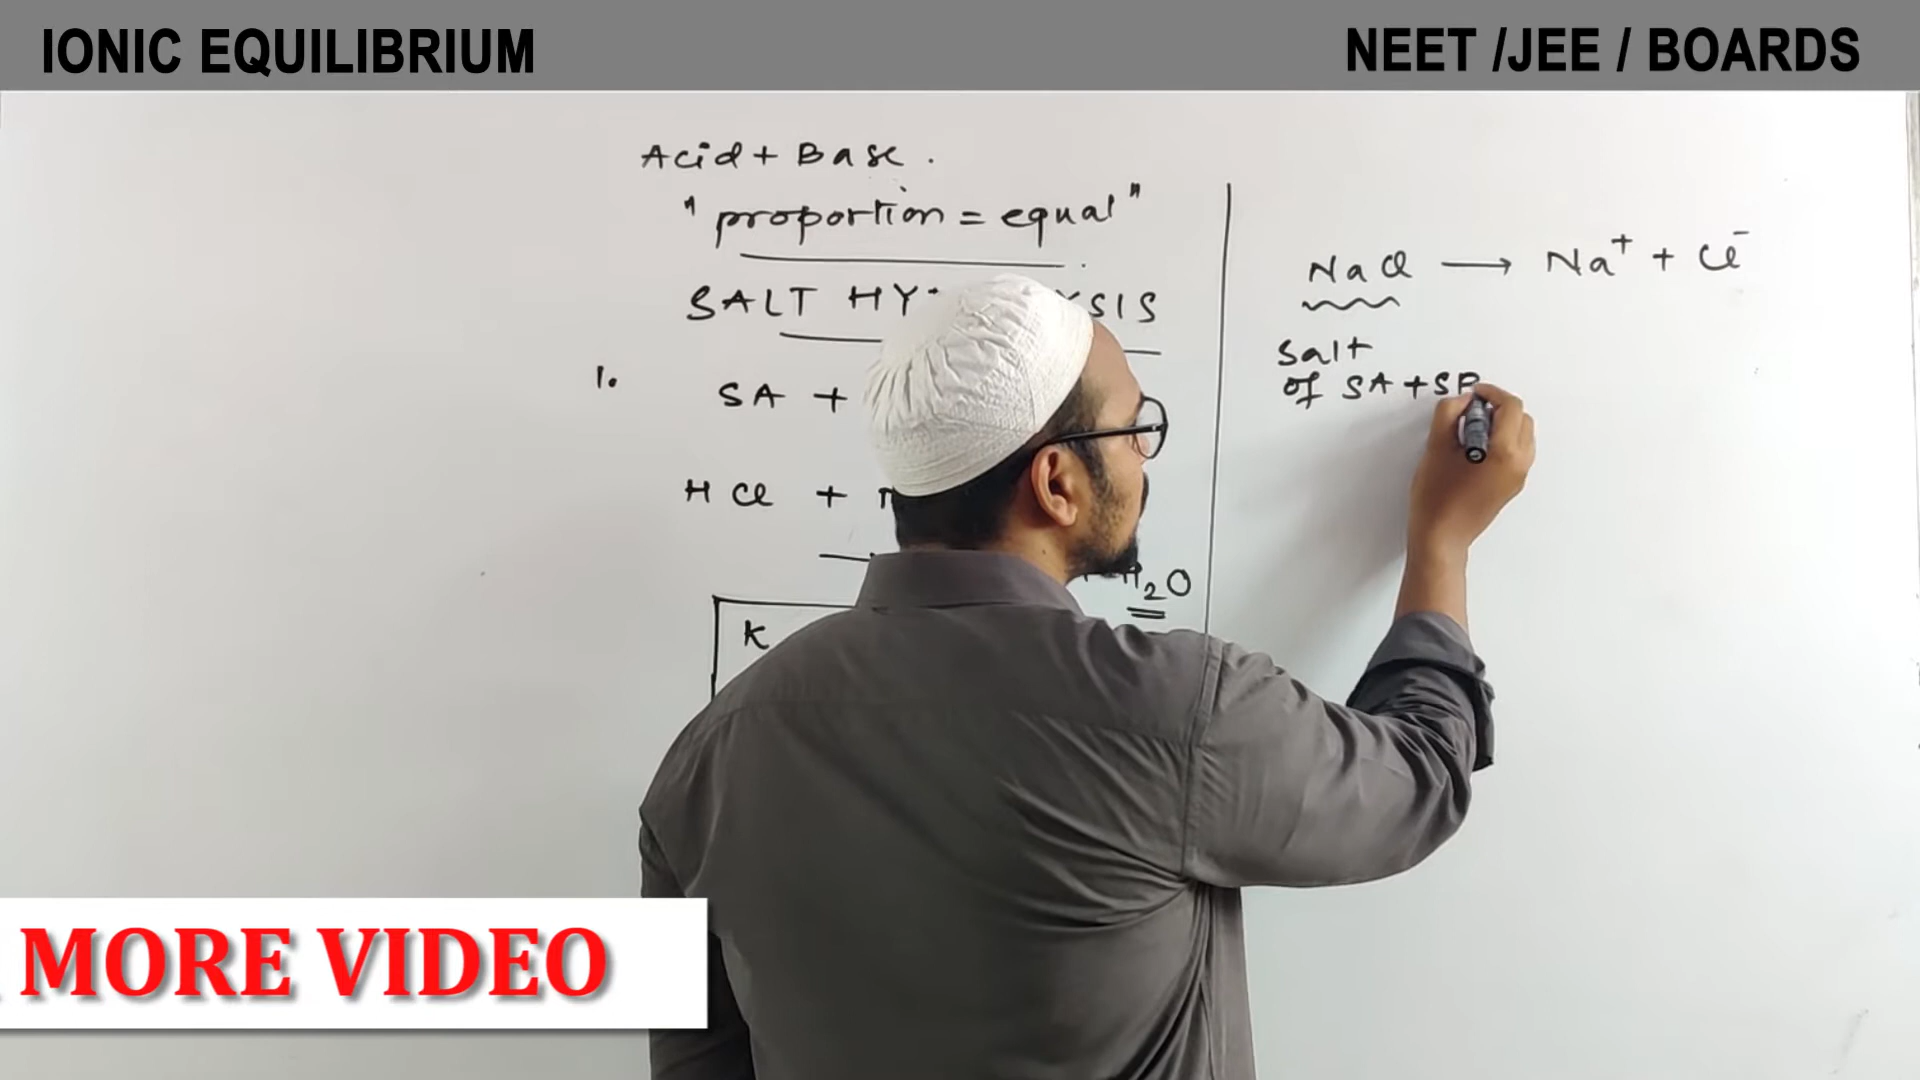 IONIC EQUILIBRIUM
NEET /JEE / BOARDS
Acid + Base .
"proportion = equal"
SALT HY YSIS
1. SA +
HCl +
H2O
K
NaCl → Na+ + Cl-
Salt
of SA + SB
MORE VIDEO